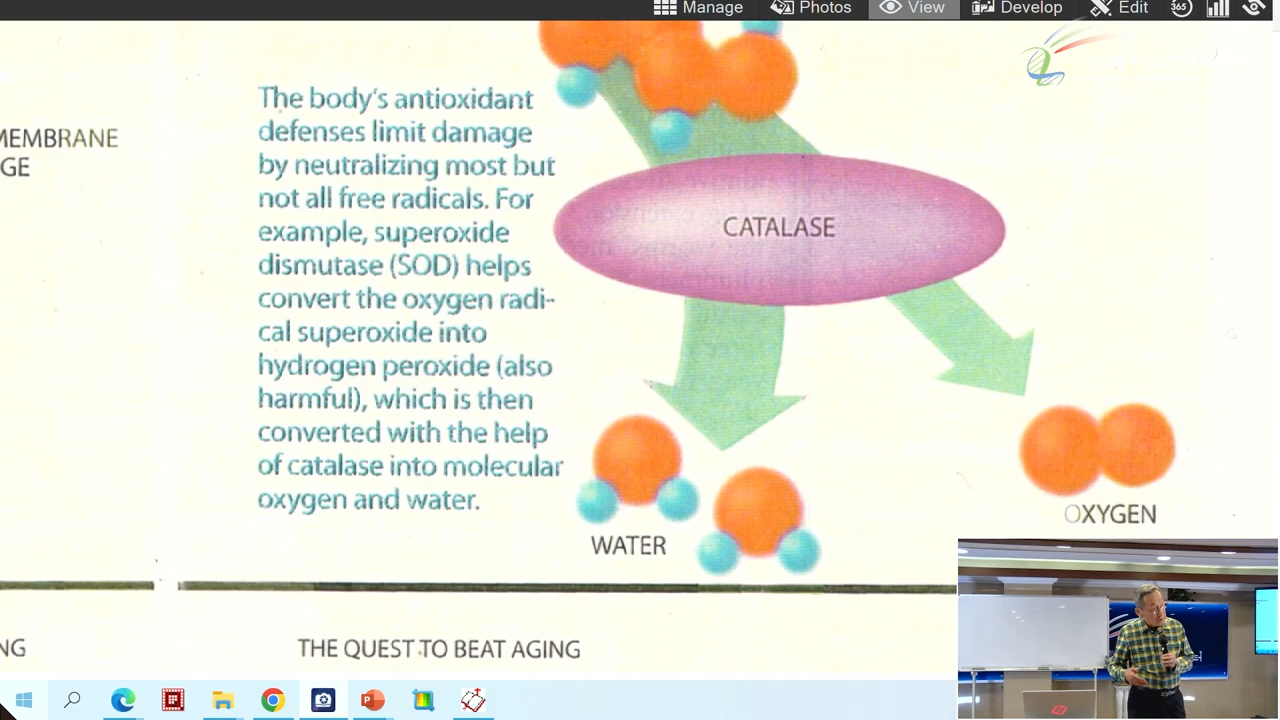 Manage Photos View Develop Edit 365
MEMBRANE
GE
The body's antioxidant
defenses limit damage
by neutralizing most but
not all free radicals. For
example, superoxide
dismutase (SOD) helps
convert the oxygen radi-
cal superoxide into
hydrogen peroxide (also
harmful), which is then
converted with the help
of catalase into molecular
oxygen and water.
CATALASE
WATER
OXYGEN
NG
THE QUEST TO BEAT AGING